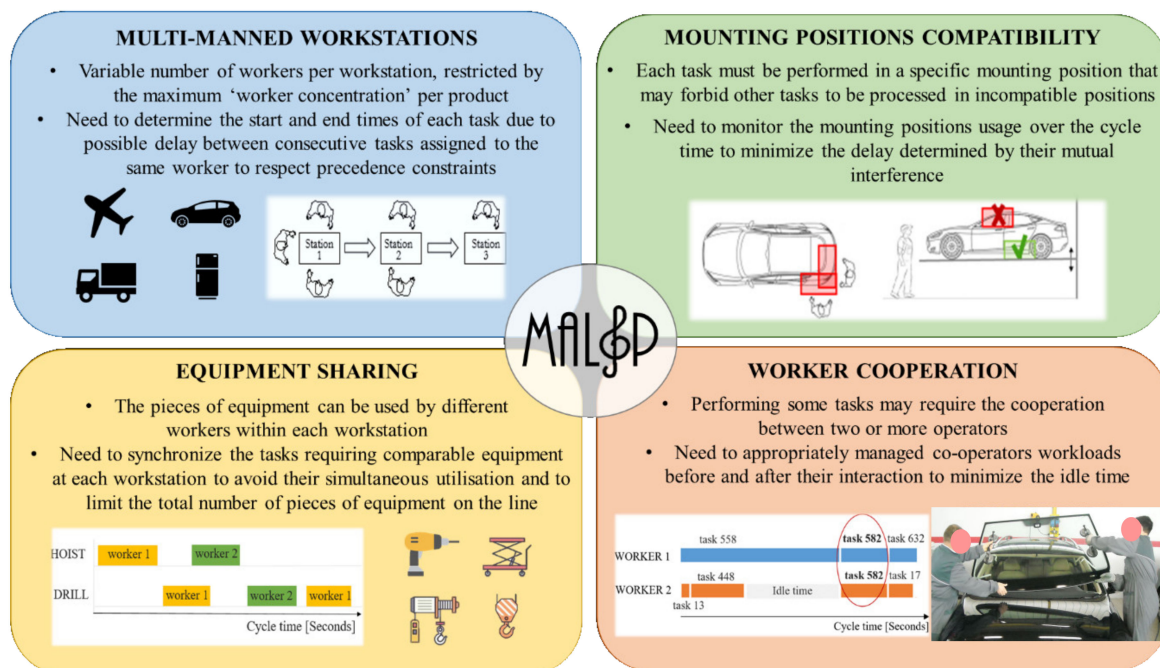 MULTI-MANNED WORKSTATIONS
• Variable number of workers per workstation, restricted by
the maximum ‘worker concentration’ per product
• Need to determine the start and end times of each task due to
possible delay between consecutive tasks assigned to the
same worker to respect precedence constraints
Station
1
Station
2
Station
3
MOUNTING POSITIONS COMPATIBILITY
• Each task must be performed in a specific mounting position that
may forbid other tasks to be processed in incompatible positions
• Need to monitor the mounting positions usage over the cycle
time to minimize the delay determined by their mutual
interference
MAL&P
EQUIPMENT SHARING
• The pieces of equipment can be used by different
workers within each workstation
• Need to synchronize the tasks requiring comparable equipment
at each workstation to avoid their simultaneous utilisation and to
limit the total number of pieces of equipment on the line
HOIST
worker 1
worker 2
DRILL
worker 1
worker 2
worker 1
Cycle time [Seconds]
WORKER COOPERATION
• Performing some tasks may require the cooperation
between two or more operators
• Need to appropriately managed co-operators workloads
before and after their interaction to minimize the idle time
task 558
task 582
task 632
WORKER 1
task 448
task 582
task 17
WORKER 2
Idle time
task 13
Cycle time [Seconds]